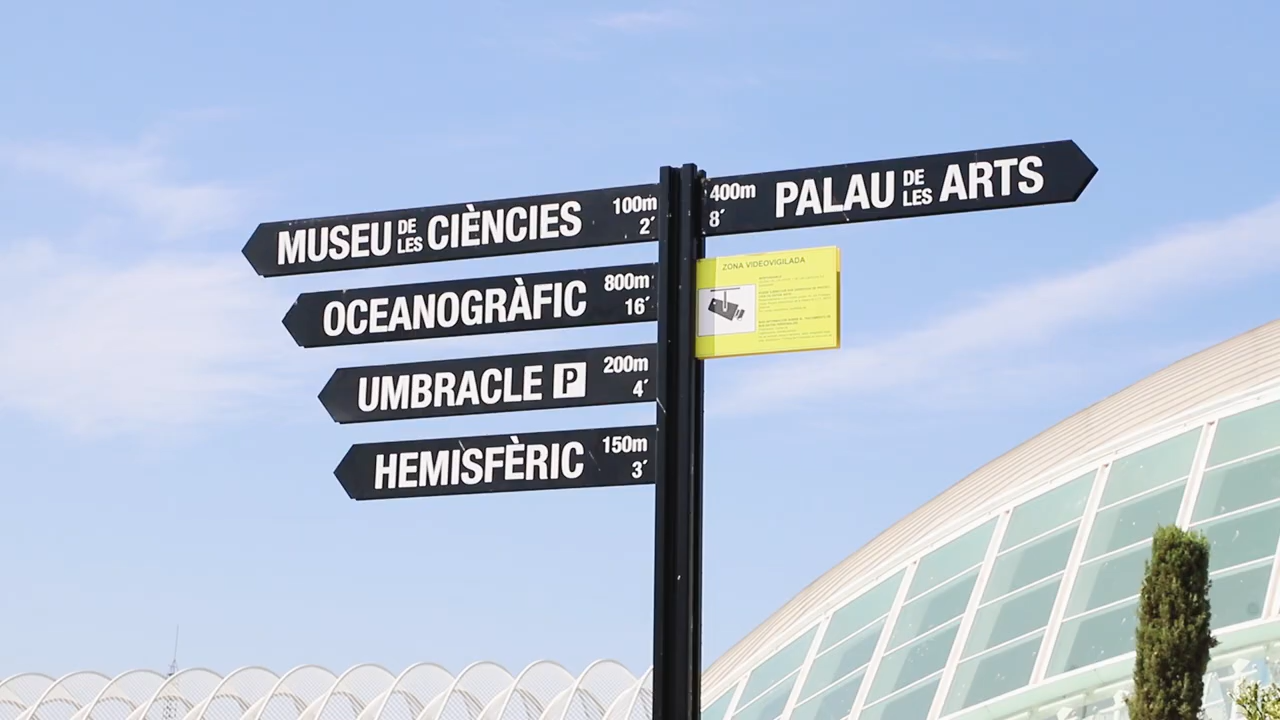 MUSEU DE LES CIÈNCIES 100m 2´
OCEANOGRÀFIC 800m 16´
UMBRACLE P 200m 4´
HEMISFÈRIC 150m 3´
400m 8´ PALAU DE LES ARTS
ZONA VIDEOVIGILADA